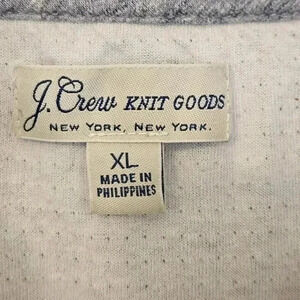 J. Crew KNIT GOODS
NEW YORK, NEW YORK.
XL
MADE IN
PHILIPPINES